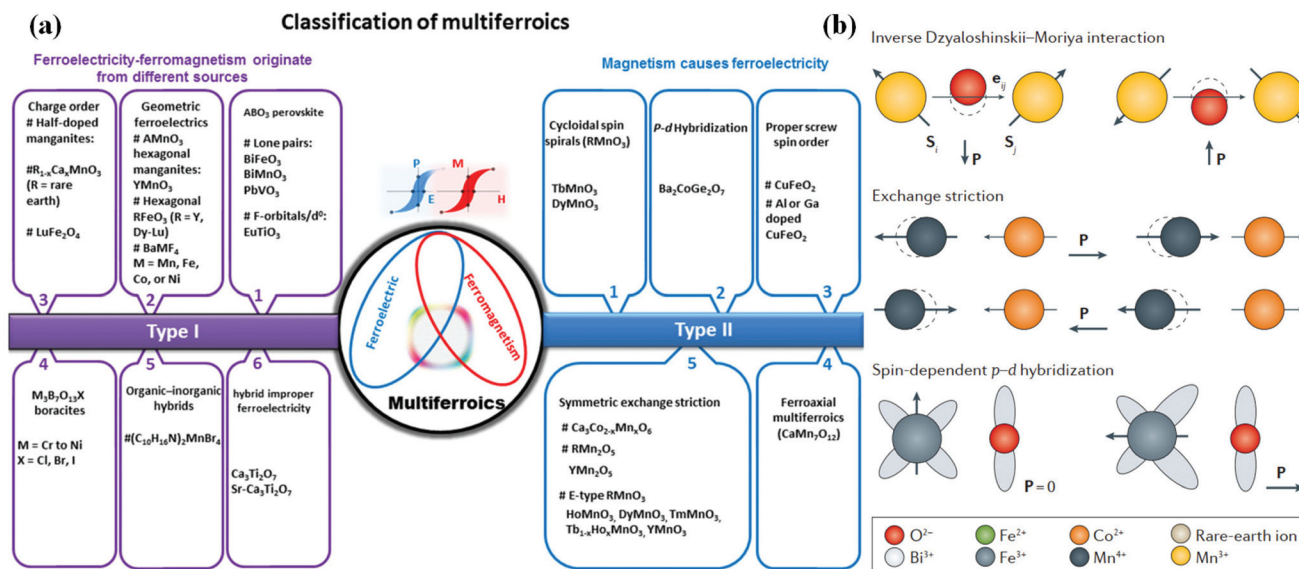 (a)
Classification of multiferroics
Ferroelectricity-ferromagnetism originate
from different sources
Charge order
# Half-doped
manganites:
#R₁₋ₓCaₓMnO₃
(R = rare
earth)
# LuFe₂O₄
3
Geometric
ferroelectrics
# AMnO₃
hexagonal
manganites:
YMnO₃
# Hexagonal
RFeO₃ (R = Y,
Dy-Lu)
# BaMF₄
M = Mn, Fe,
Co, or Ni
2
ABO₃ perovskite
# Lone pairs:
BiFeO₃
BiMnO₃
PbVO₃
# F-orbitals/d⁰:
EuTiO₃
1
Type I
4
M₃B₇O₁₃X
boracites
M = Cr to Ni
X = Cl, Br, I
5
Organic–inorganic
hybrids
#(C₁₀H₁₆N)₂MnBr₄
6
hybrid improper
ferroelectricity
Ca₃Ti₂O₇
Sr-Ca₃Ti₂O₇
P
E
M
H
Ferroelectric
Ferromagnetism
Multiferroics
Magnetism causes ferroelectricity
Cycloidal spin
spirals (RMnO₃)
TbMnO₃
DyMnO₃
1
P-d Hybridization
Ba₂CoGe₂O₇
2
Proper screw
spin order
# CuFeO₂
# Al or Ga
doped
CuFeO₂
3
Type II
5
Symmetric exchange striction
# Ca₃Co₂₋ₓMnₓO₆
# RMn₂O₅
YMn₂O₅
# E-type RMnO₃
HoMnO₃, DyMnO₃, TmMnO₃,
Tb₁₋ₓHoₓMnO₃, YMnO₃
4
Ferroaxial
multiferroics
(CaMn₇O₁₂)
(b)
Inverse Dzyaloshinskii–Moriya interaction
eᵢⱼ
Sᵢ
P
Sⱼ
P
Exchange striction
P
P
Spin-dependent p–d hybridization
P = 0
P
O²⁻
Fe²⁺
Co²⁺
Rare-earth ion
Bi³⁺
Fe³⁺
Mn⁴⁺
Mn³⁺